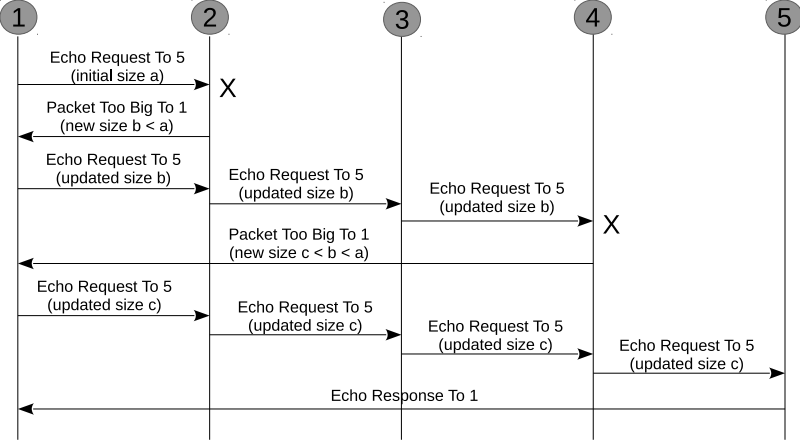 1 2 3 4 5
Echo Request To 5
(initial size a)
X
Packet Too Big To 1
(new size b < a)
Echo Request To 5
(updated size b)
Echo Request To 5
(updated size b)
Echo Request To 5
(updated size b)
X
Packet Too Big To 1
(new size c < b < a)
Echo Request To 5
(updated size c)
Echo Request To 5
(updated size c)
Echo Request To 5
(updated size c)
Echo Request To 5
(updated size c)
Echo Response To 1